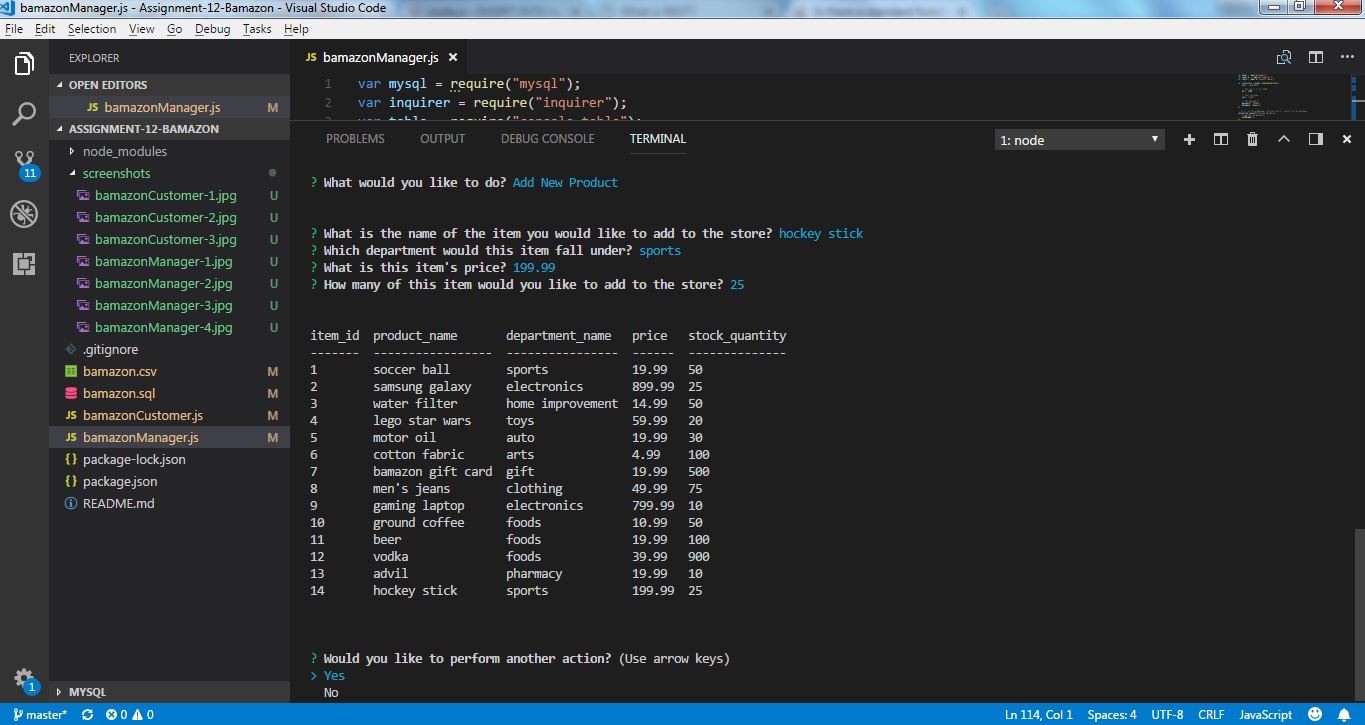 bamazonManager.js - Assignment-12-Bamazon - Visual Studio Code
File Edit Selection View Go Debug Tasks Help
EXPLORER
OPEN EDITORS
JS bamazonManager.js M
ASSIGNMENT-12-BAMAZON
node_modules
screenshots
bamazonCustomer-1.jpg U
bamazonCustomer-2.jpg U
bamazonCustomer-3.jpg U
bamazonManager-1.jpg U
bamazonManager-2.jpg U
bamazonManager-3.jpg U
bamazonManager-4.jpg U
.gitignore
bamazon.csv M
bamazon.sql M
JS bamazonCustomer.js M
JS bamazonManager.js M
{} package-lock.json
{} package.json
README.md
MYSQL
11
1
JS bamazonManager.js
1 var mysql = require("mysql");
2 var inquirer = require("inquirer");
var table = require("console.table");
PROBLEMS OUTPUT DEBUG CONSOLE TERMINAL 1: node
? What would you like to do? Add New Product
? What is the name of the item you would like to add to the store? hockey stick
? Which department would this item fall under? sports
? What is this item's price? 199.99
? How many of this item would you like to add to the store? 25
item_id product_name department_name price stock_quantity
------- ----------------- ---------------- ------ --------------
1 soccer ball sports 19.99 50
2 samsung galaxy electronics 899.99 25
3 water filter home improvement 14.99 50
4 lego star wars toys 59.99 20
5 motor oil auto 19.99 30
6 cotton fabric arts 4.99 100
7 bamazon gift card gift 19.99 500
8 men's jeans clothing 49.99 75
9 gaming laptop electronics 799.99 10
10 ground coffee foods 10.99 50
11 beer foods 19.99 100
12 vodka foods 39.99 900
13 advil pharmacy 19.99 10
14 hockey stick sports 199.99 25
? Would you like to perform another action? (Use arrow keys)
> Yes
No
master* 0 0 Ln 114, Col 1 Spaces: 4 UTF-8 CRLF JavaScript